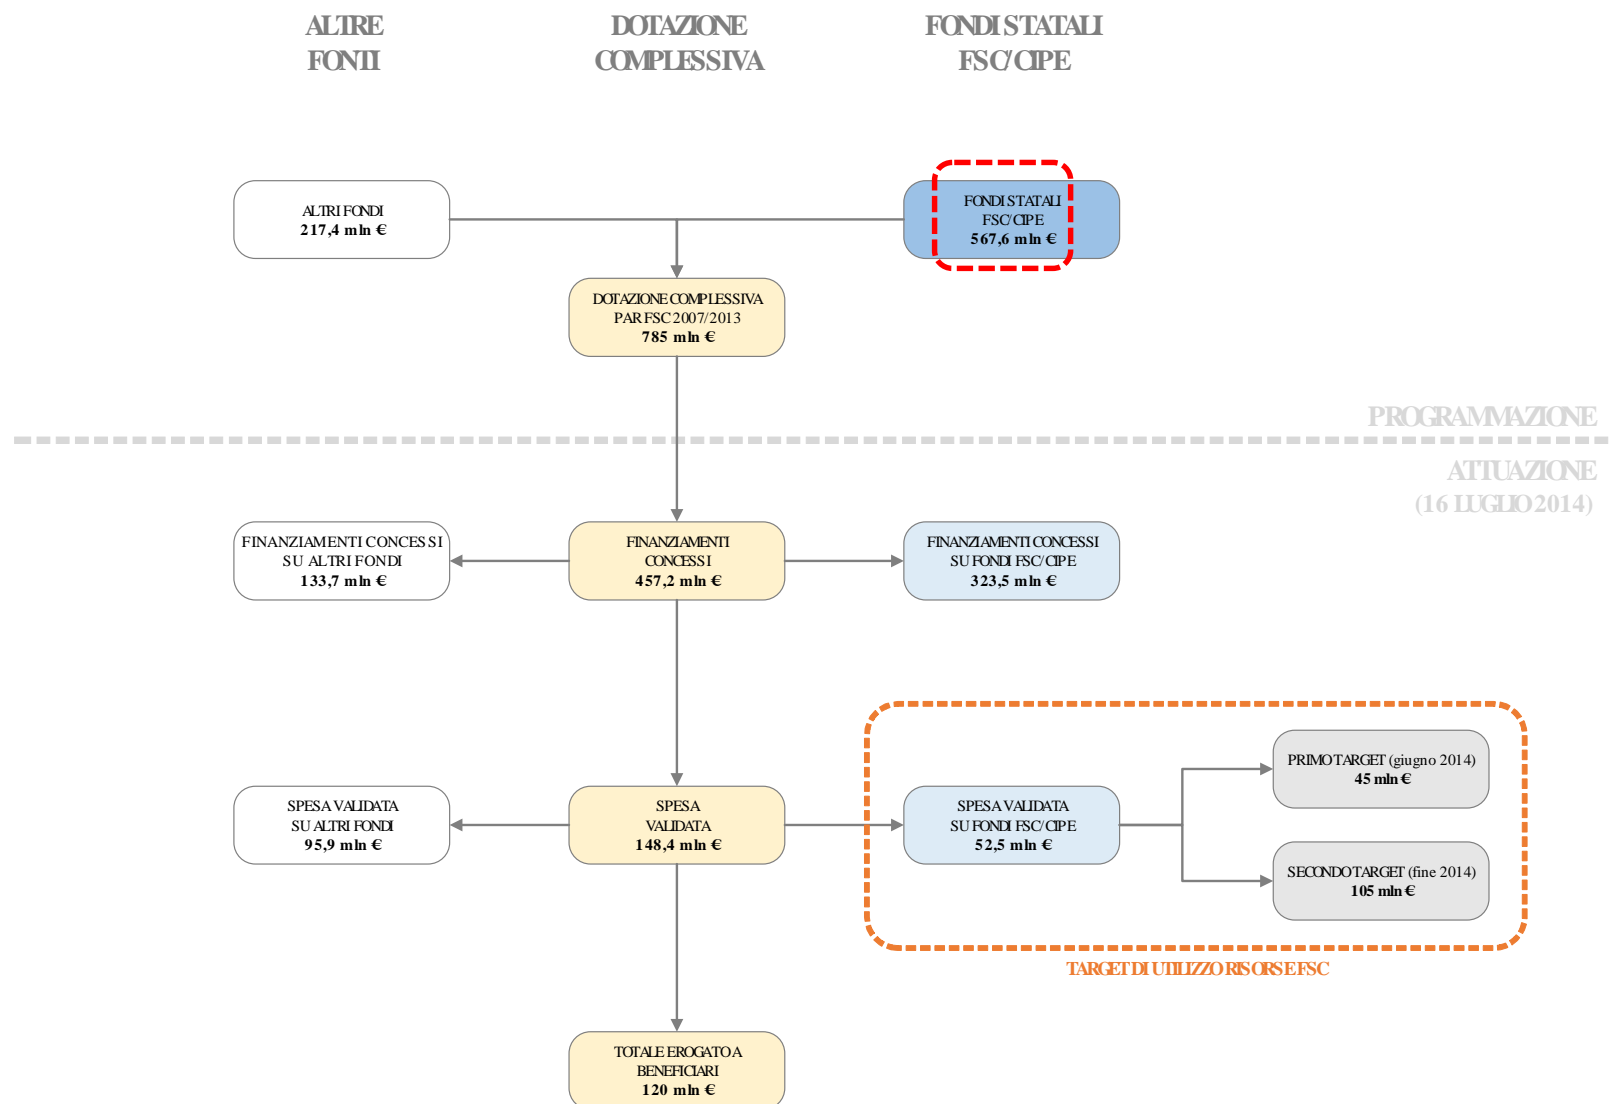 ALTRE
FONTI
DOTAZIONE
COMPLESSIVA
FONDI STATALI
FSC/CIPE
ALTRI FONDI
217,4 mln €
FONDI STATALI
FSC/CIPE
567,6 mln €
DOTAZIONE COMPLESSIVA
PAR FSC 2007/2013
785 mln €
PROGRAMMAZIONE
ATTUAZIONE
(16 LUGLIO 2014)
FINANZIAMENTI CONCESSI
SU ALTRI FONDI
133,7 mln €
FINANZIAMENTI
CONCESSI
457,2 mln €
FINANZIAMENTI CONCESSI
SU FONDI FSC/CIPE
323,5 mln €
SPESA VALIDATA
SU ALTRI FONDI
95,9 mln €
SPESA
VALIDATA
148,4 mln €
SPESA VALIDATA
SU FONDI FSC/CIPE
52,5 mln €
PRIMO TARGET (giugno 2014)
45 mln €
SECONDO TARGET (fine 2014)
105 mln €
TARGET DI UTILIZZO RISORSE FSC
TOTALE EROGATO A
BENEFICIARI
120 mln €